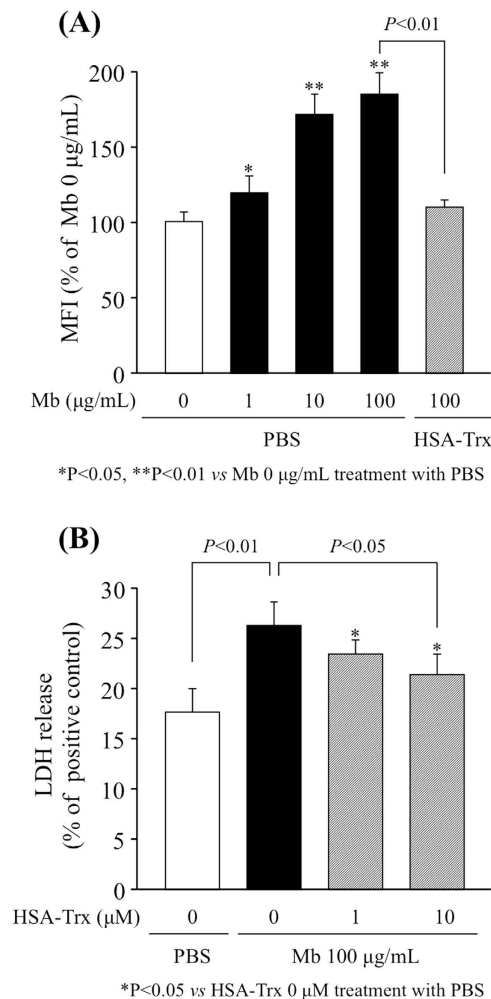 (A)
P<0.01
200
150
100
50
0
MFI (% of Mb 0 µg/mL)
*
**
**
Mb (µg/mL) 0 1 10 100 100
PBS HSA-Trx
*P<0.05, **P<0.01 vs Mb 0 µg/mL treatment with PBS
(B)
P<0.01 P<0.05
30
25
20
15
10
5
0
LDH release
(% of positive control)
*
*
HSA-Trx (µM) 0 0 1 10
PBS Mb 100 µg/mL
*P<0.05 vs HSA-Trx 0 µM treatment with PBS